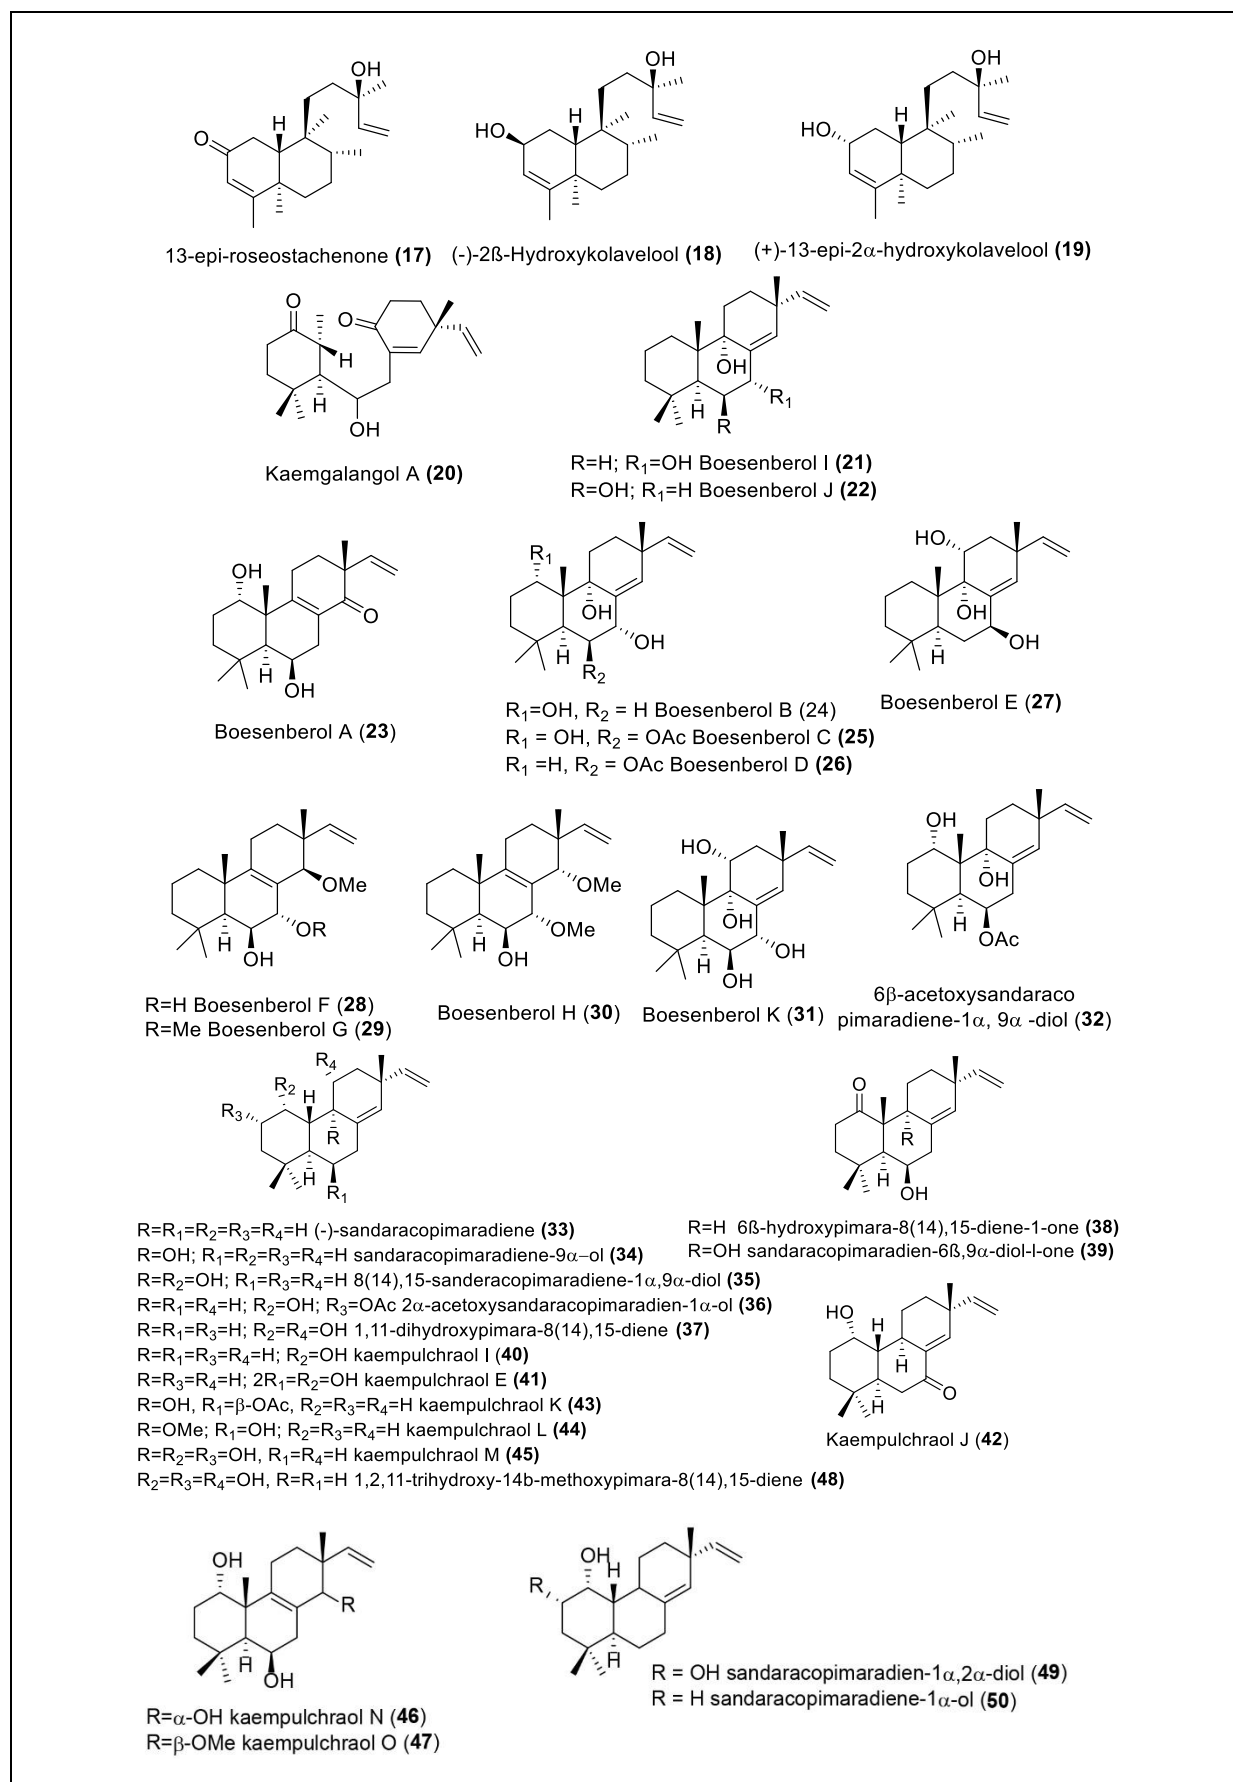 OH
O
H
13-epi-roseostachenone (17)
OH
HO
H
(-)-2ß-Hydroxykolavelool (18)
OH
HO
H
(+)-13-epi-2α-hydroxykolavelool (19)
O
O
H
H
OH
Kaemgalangol A (20)
OH
H
R1
R
R=H; R1=OH Boesenberol I (21)
R=OH; R1=H Boesenberol J (22)
OH
O
H
OH
Boesenberol A (23)
R1
OH
OH
H
R2
R1=OH, R2 = H Boesenberol B (24)
R1 = OH, R2 = OAc Boesenberol C (25)
R1 =H, R2 = OAc Boesenberol D (26)
HO
OH
OH
H
Boesenberol E (27)
OMe
OR
H
OH
R=H Boesenberol F (28)
R=Me Boesenberol G (29)
OMe
OMe
H
OH
Boesenberol H (30)
HO
OH
OH
H
OH
Boesenberol K (31)
OH
OH
H
OAc
6β-acetoxysandaraco
pimaradiene-1α, 9α -diol (32)
R4
R2
H
R3
R
H
R1
R=R1=R2=R3=R4=H (-)-sandaracopimaradiene (33)
R=OH; R1=R2=R3=R4=H sandaracopimaradiene-9α–ol (34)
R=R2=OH; R1=R3=R4=H 8(14),15-sanderacopimaradiene-1α,9α-diol (35)
R=R1=R4=H; R2=OH; R3=OAc 2α-acetoxysandaracopimaradien-1α-ol (36)
R=R1=R3=H; R2=R4=OH 1,11-dihydroxypimara-8(14),15-diene (37)
R=R1=R3=R4=H; R2=OH kaempulchraol I (40)
R=R3=R4=H; 2R1=R2=OH kaempulchraol E (41)
R=OH, R1=β-OAc, R2=R3=R4=H kaempulchraol K (43)
R=OMe; R1=OH; R2=R3=R4=H kaempulchraol L (44)
R=R2=R3=OH, R1=R4=H kaempulchraol M (45)
R2=R3=R4=OH, R=R1=H 1,2,11-trihydroxy-14b-methoxypimara-8(14),15-diene (48)
O
R
H
OH
R=H 6ß-hydroxypimara-8(14),15-diene-1-one (38)
R=OH sandaracopimaradien-6ß,9α-diol-l-one (39)
HO
H
H
H
O
Kaempulchraol J (42)
OH
R
H
OH
R=α-OH kaempulchraol N (46)
R=β-OMe kaempulchraol O (47)
OH
H
R
H
R = OH sandaracopimaradien-1α,2α-diol (49)
R = H sandaracopimaradiene-1α-ol (50)